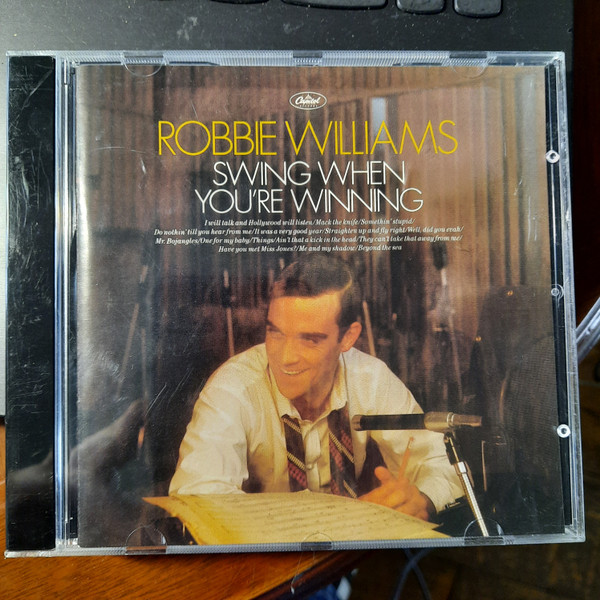 Capitol
ROBBIE WILLIAMS
SWING WHEN
YOU'RE WINNING
I will talk and Hollywood will listen/Mack the knife/Somethin' stupid/
Do nothin' till you hear from me/It was a very good year/Straighten up and fly right/Well, did you evah/
Mr. Bojangles/One for my baby/Things/Ain't that a kick in the head/They can't take that away from me/
Have you met Miss Jones?/Me and my shadow/Beyond the sea